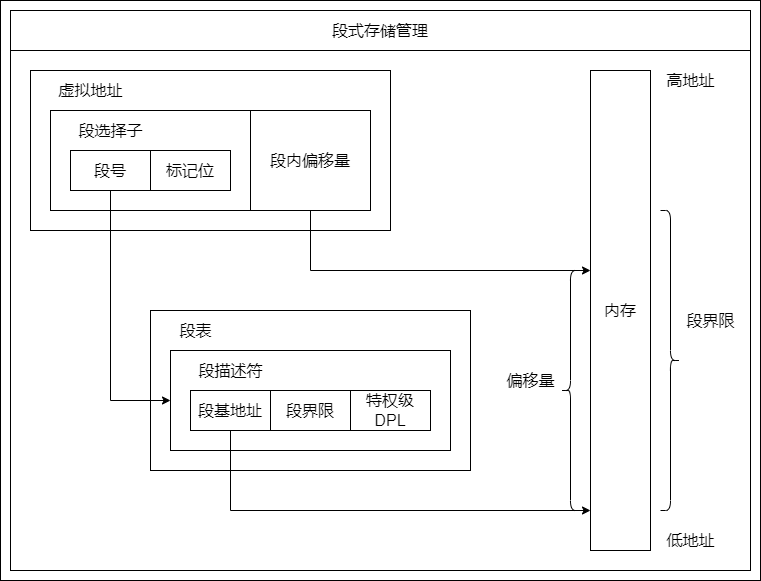 段式存储管理
虚拟地址
段选择子
段号
标记位
段内偏移量
高地址
内存
段界限
偏移量
段表
段描述符
段基地址
段界限
特权级
DPL
低地址